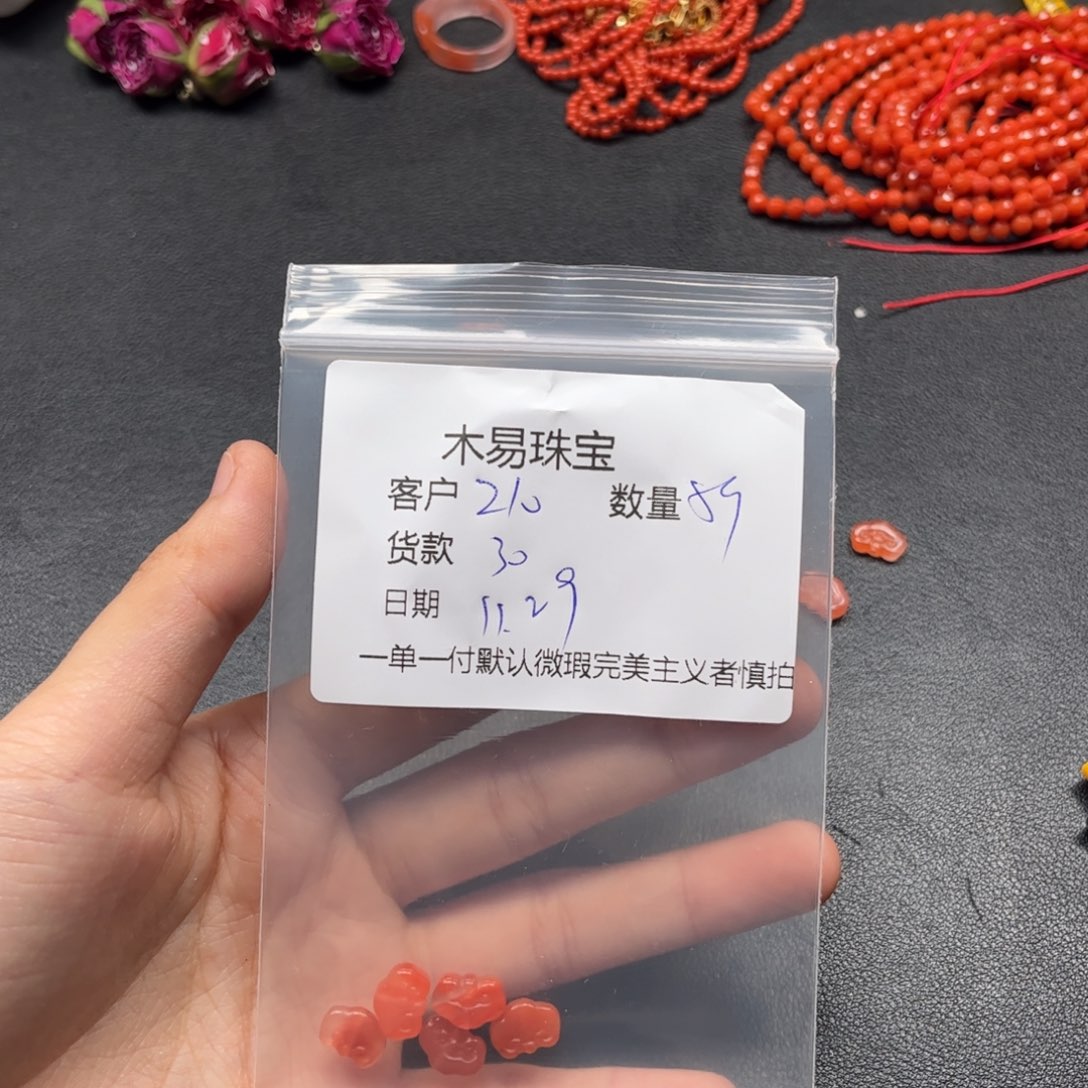 木易珠宝
客户 210 数量 89
货款 30
日期 11.29
一单一付默认微瑕完美主义者慎拍